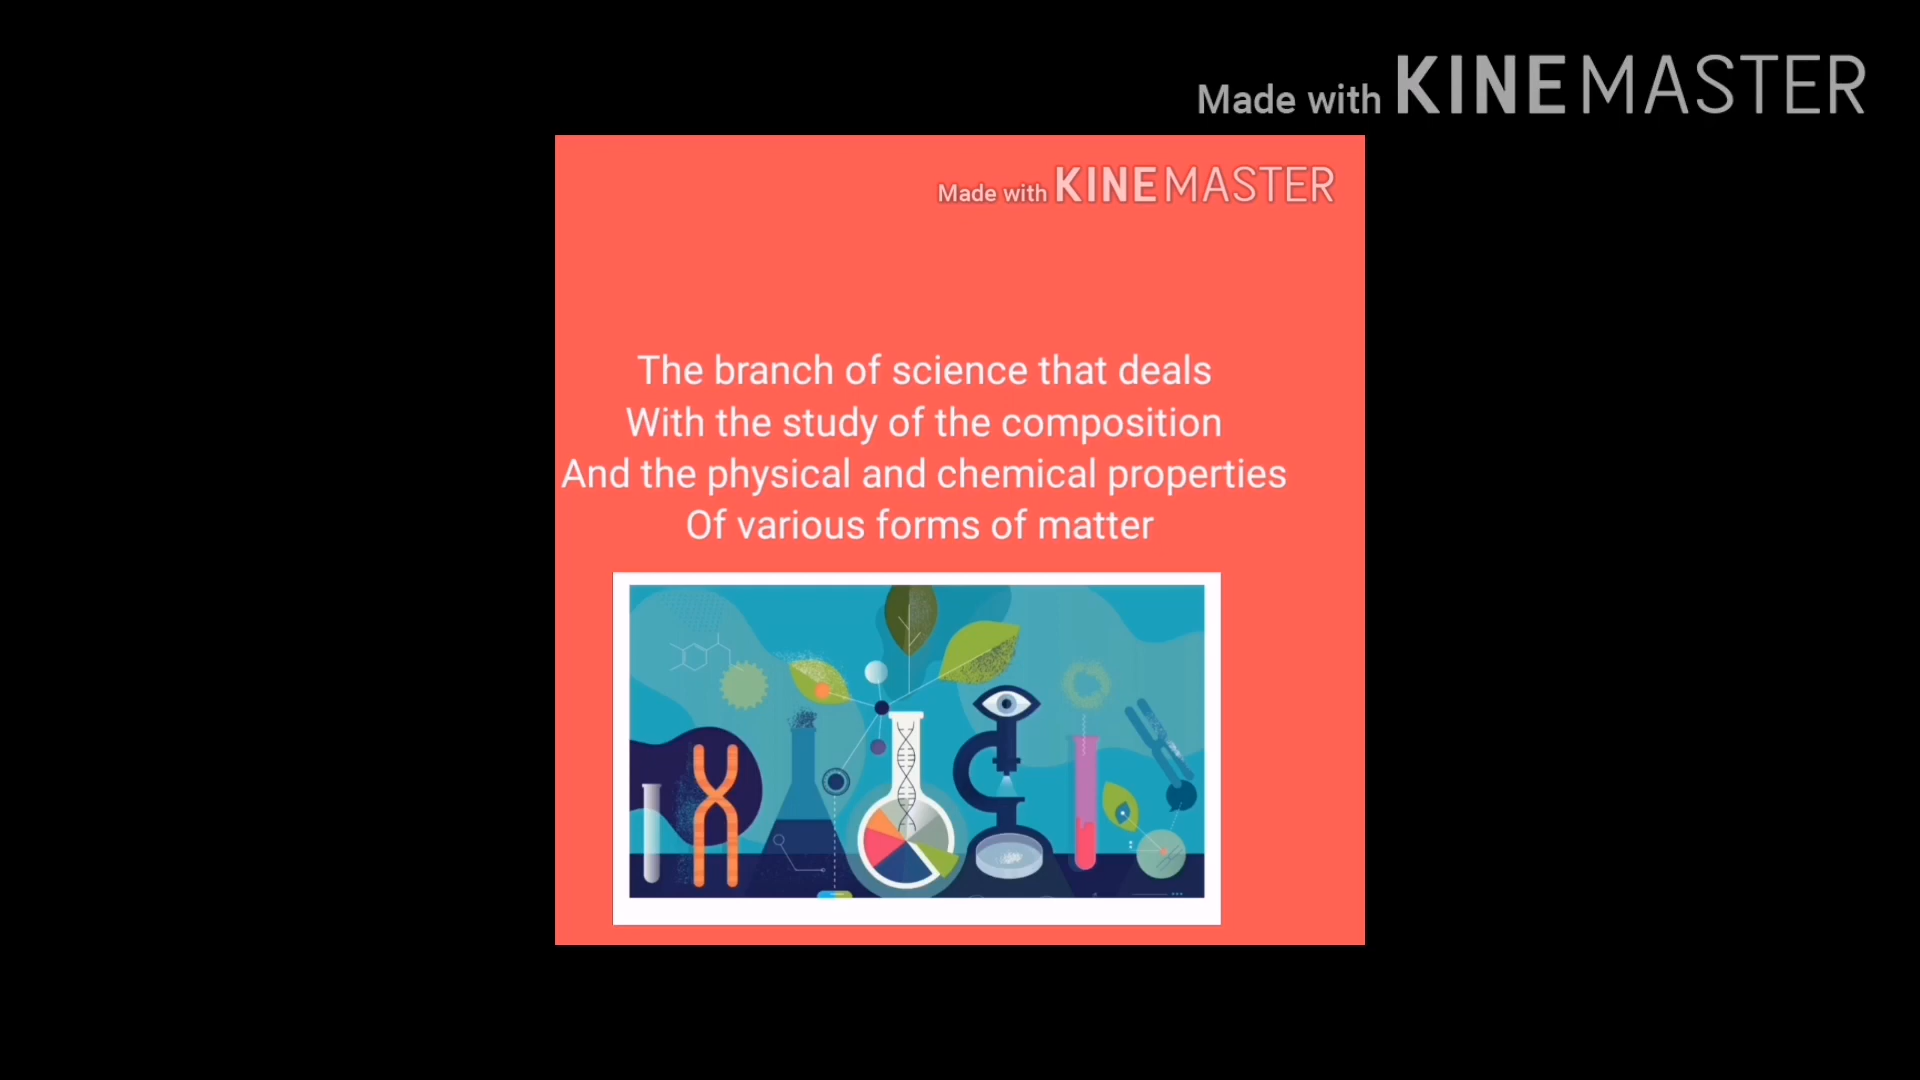 Made with KINEMASTER
Made with KINEMASTER
The branch of science that deals
With the study of the composition
And the physical and chemical properties
Of various forms of matter